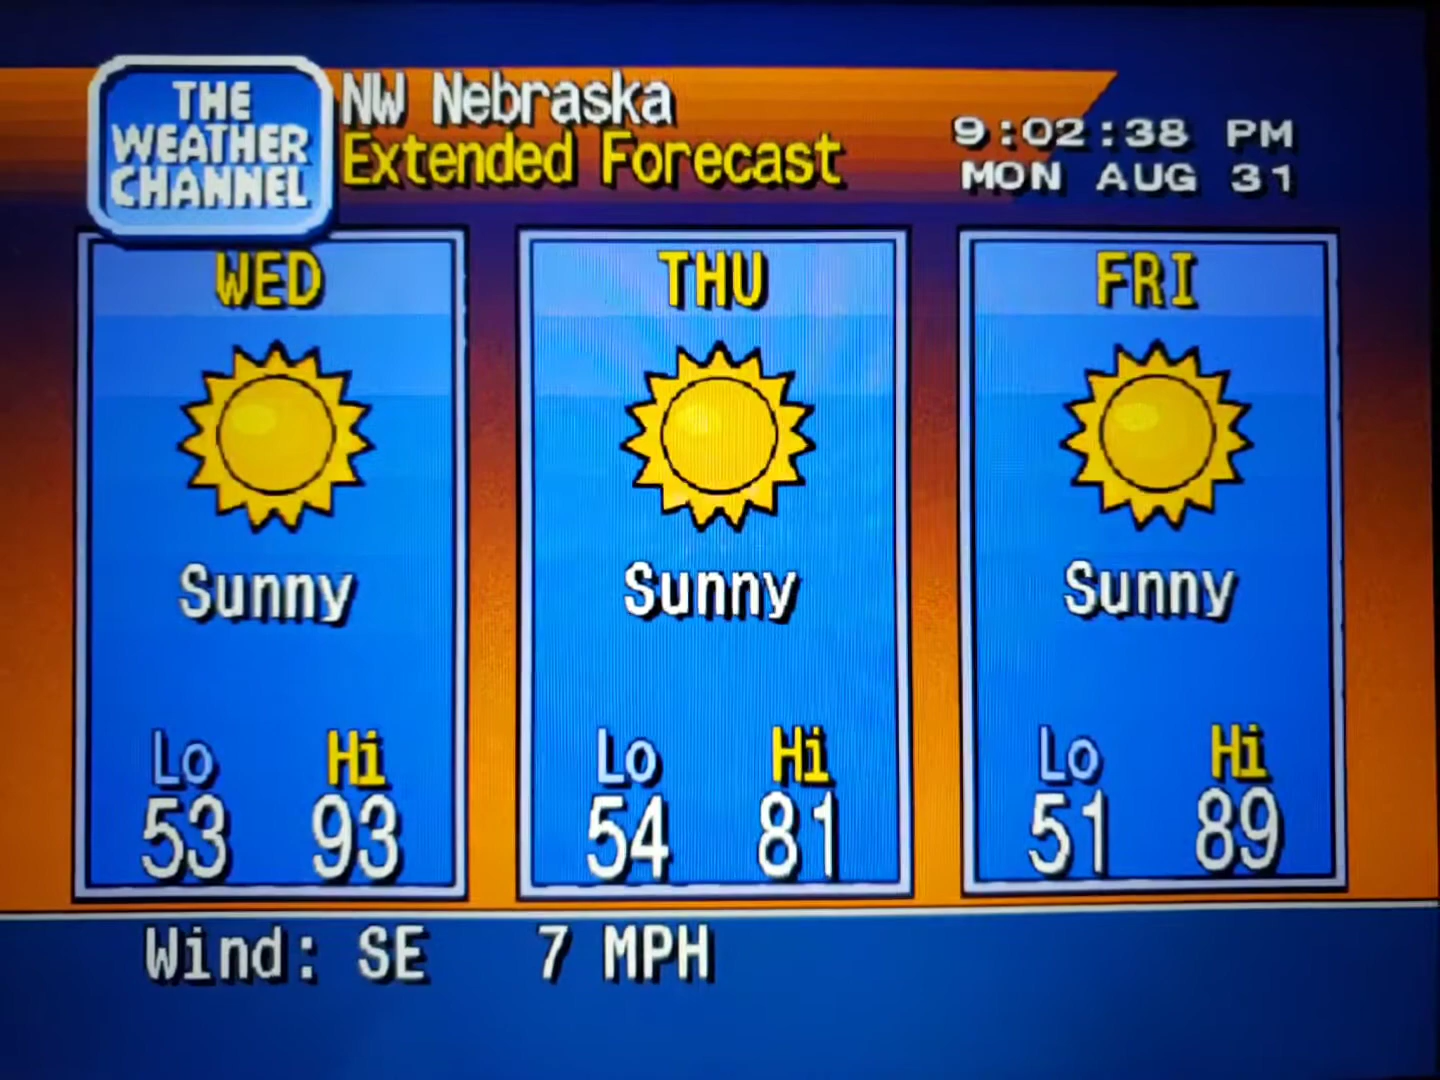 THE
WEATHER
CHANNEL
NW Nebraska
Extended Forecast
9:02:38 PM
MON AUG 31
WED
Sunny
Lo Hi
53 93
THU
Sunny
Lo Hi
54 81
FRI
Sunny
Lo Hi
51 89
Wind: SE 7 MPH